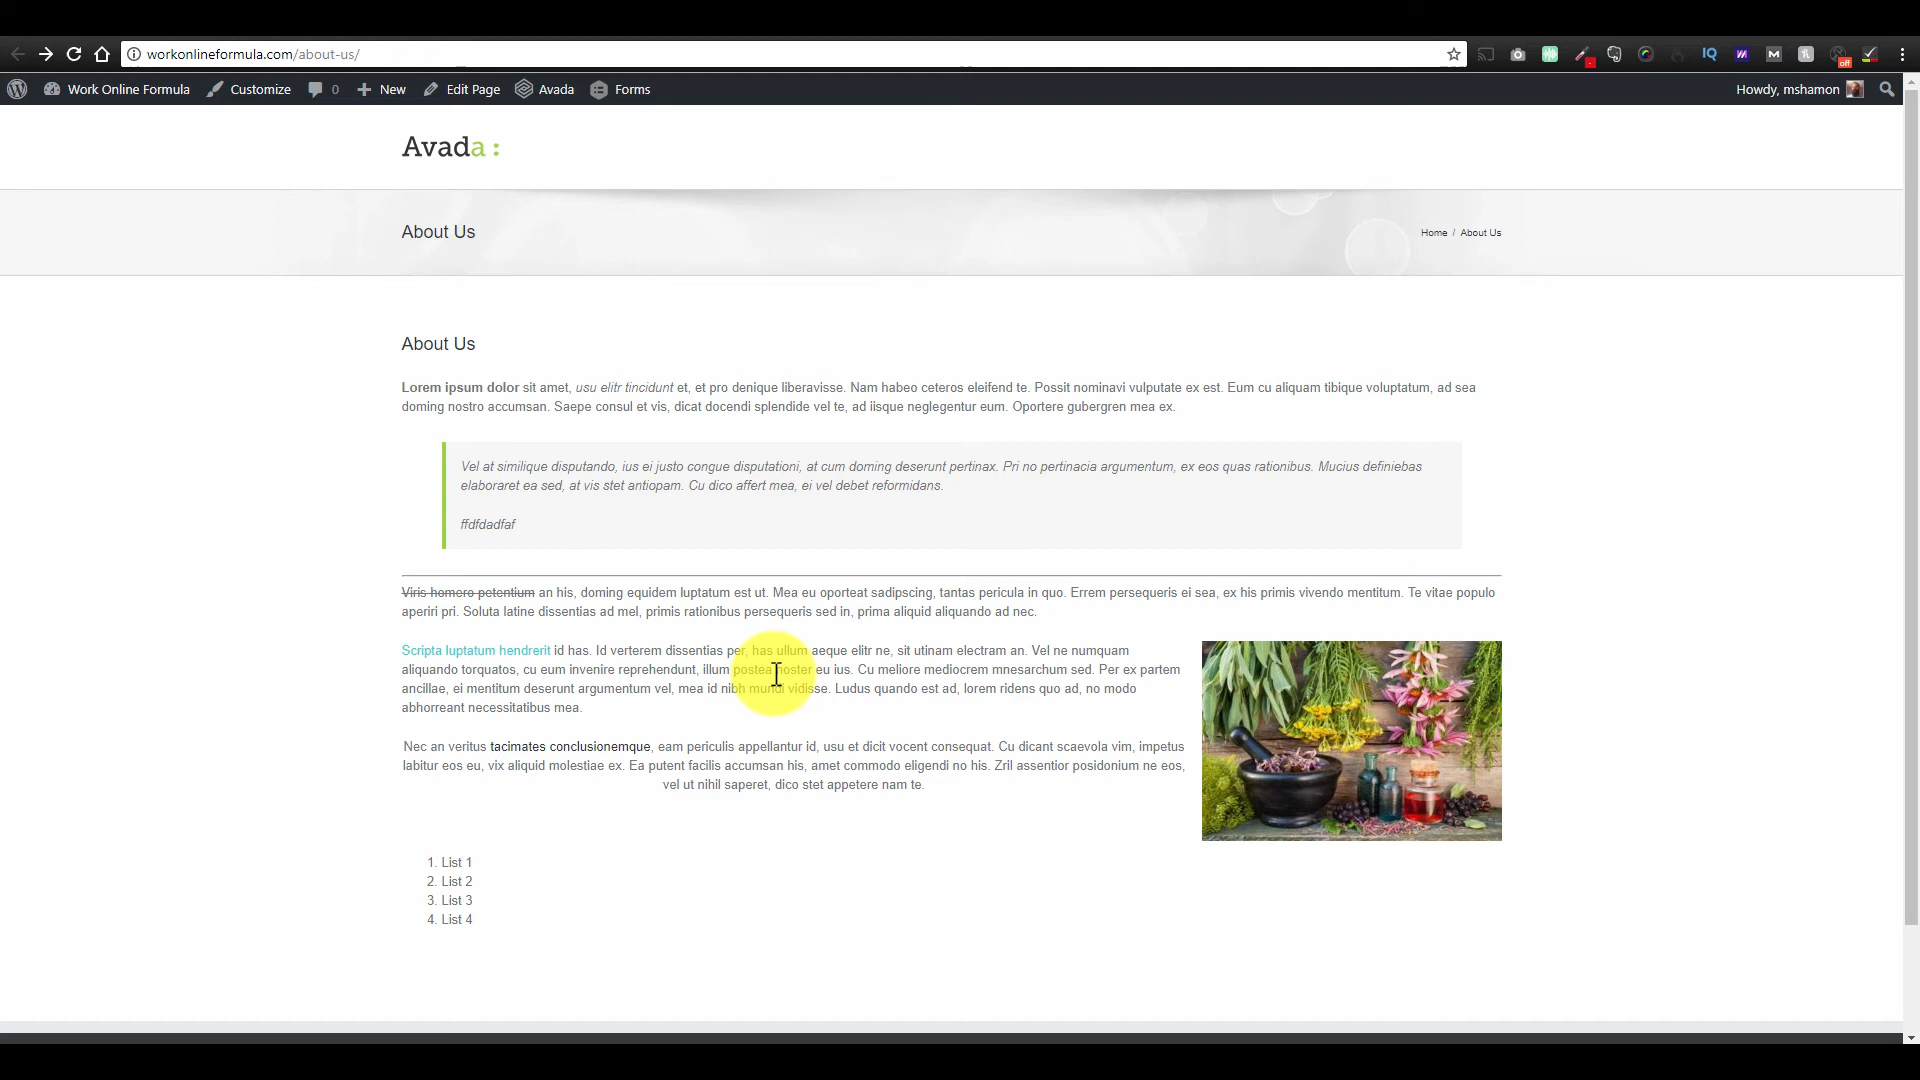 workonlineformula.com/about-us/
IQ
M
off
Work Online Formula
Customize
0
New
Edit Page
Avada
Forms
Howdy, mshamon
Avada :
About Us
Home / About Us
About Us
Lorem ipsum dolor sit amet, usu elitr tincidunt et, et pro denique liberavisse. Nam habeo ceteros eleifend te. Possit nominavi vulputate ex est. Eum cu aliquam tibique voluptatum, ad sea
doming nostro accumsan. Saepe consul et vis, dicat docendi splendide vel te, ad iisque neglegentur eum. Oportere gubergren mea ex.
Vel at similique disputando, ius ei justo congue disputationi, at cum doming deserunt pertinax. Pri no pertinacia argumentum, ex eos quas rationibus. Mucius definiebas
elaboraret ea sed, at vis stet antiopam. Cu dico affert mea, ei vel debet reformidans.
ffdfdadfaf
Viris homero petentium an his, doming equidem luptatum est ut. Mea eu oporteat sadipscing, tantas pericula in quo. Errem persequeris ei sea, ex his primis vivendo mentitum. Te vitae populo
aperiri pri. Soluta latine dissentias ad mel, primis rationibus persequeris sed in, prima aliquid aliquando ad nec.
Scripta luptatum hendrerit id has. Id verterem dissentias per, has ullum aeque elitr ne, sit utinam electram an. Vel ne numquam
aliquando torquatos, cu eum invenire reprehendunt, illum postea noster eu ius. Cu meliore mediocrem mnesarchum sed. Per ex partem
ancillae, ei mentitum deserunt argumentum vel, mea id nibh mundi vidisse. Ludus quando est ad, lorem ridens quo ad, no modo
abhorreant necessitatibus mea.
Nec an veritus tacimates conclusionemque, eam periculis appellantur id, usu et dicit vocent consequat. Cu dicant scaevola vim, impetus
labitur eos eu, vix aliquid molestiae ex. Ea putent facilis accumsan his, amet commodo eligendi no his. Zril assentior posidonium ne eos,
vel ut nihil saperet, dico stet appetere nam te.
1. List 1
2. List 2
3. List 3
4. List 4